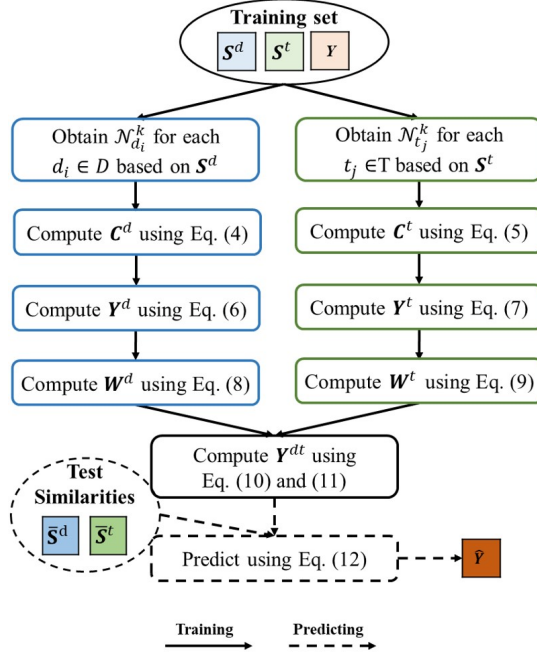 Training set
S^d S^t Y
Obtain 𝒩_{d_i}^k for each
d_i ∈ D based on S^d
Obtain 𝒩_{t_j}^k for each
t_j ∈T based on S^t
Compute C^d using Eq. (4)
Compute C^t using Eq. (5)
Compute Y^d using Eq. (6)
Compute Y^t using Eq. (7)
Compute W^d using Eq. (8)
Compute W^t using Eq. (9)
Compute Y^{dt} using
Eq. (10) and (11)
Test
Similarities
S̅^d S̅^t
Predict using Eq. (12)
Ŷ
Training Predicting